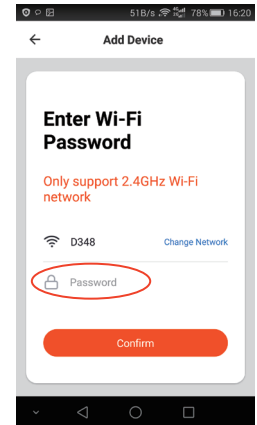 51B/s 78% 16:20
Add Device
Enter Wi-Fi
Password
Only support 2.4GHz Wi-Fi
network
D348 Change Network
Password
Confirm